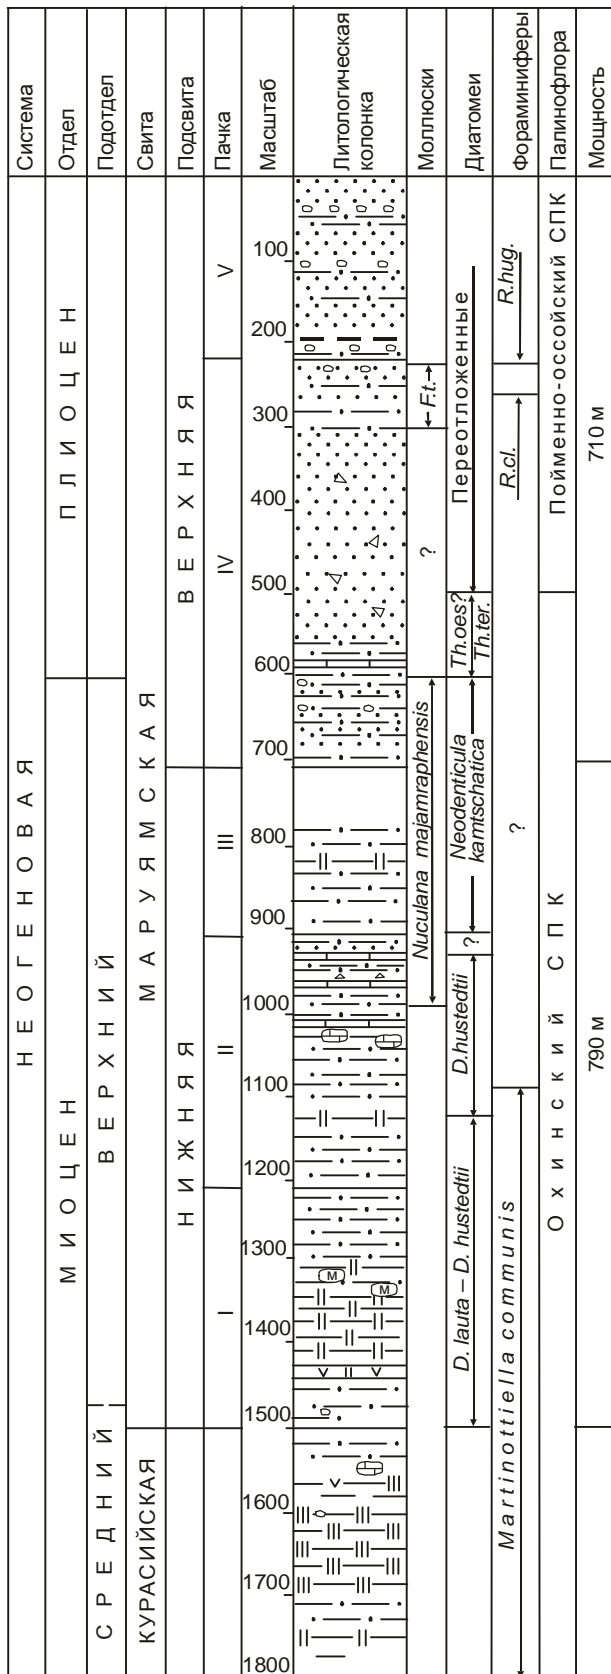 Система
Отдел
Подотдел
Свита
Подсвита
Пачка
Масштаб
Литологическая
колонка
Моллюски
Диатомеи
Фораминиферы
Палинофлора
Мощность
НЕОГЕНОВАЯ
ПЛИОЦЕН
МИОЦЕН
ВЕРХНИЙ
СРЕДНИЙ
МАРУЯМСКАЯ
КУРАСИЙСКАЯ
ВЕРХНЯЯ
НИЖНЯЯ
V
IV
III
II
I
100
200
300
400
500
600
700
800
900
1000
1100
1200
1300
1400
1500
1600
1700
1800
М
М
F.t.
?
Nuculana majamraphensis
Переотложенные
Th.oes?
Th.ter.
Neodenticula
kamtschatica
?
D.hustedtii
D. lauta – D. hustedtii
R.hug.
R.cl.
?
Martinottiella communis
Пойменно-оссойский СПК
Охинский СПК
710 м
790 м